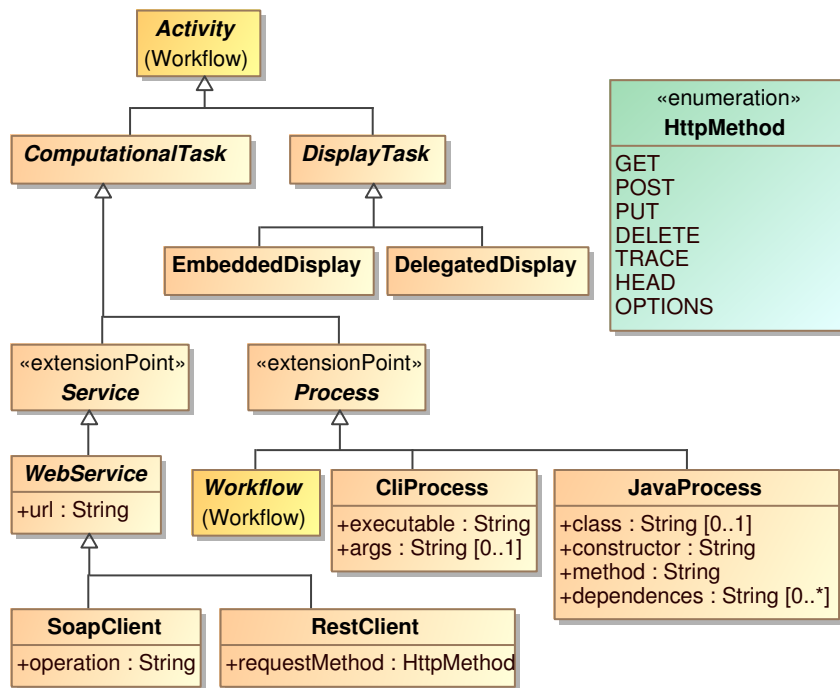 Activity
(Workflow)
«enumeration»
HttpMethod
GET
POST
PUT
DELETE
TRACE
HEAD
OPTIONS
ComputationalTask
DisplayTask
EmbeddedDisplay
DelegatedDisplay
«extensionPoint»
Service
«extensionPoint»
Process
WebService
+url : String
Workflow
(Workflow)
CliProcess
+executable : String
+args : String [0..1]
JavaProcess
+class : String [0..1]
+constructor : String
+method : String
+dependences : String [0..*]
SoapClient
+operation : String
RestClient
+requestMethod : HttpMethod